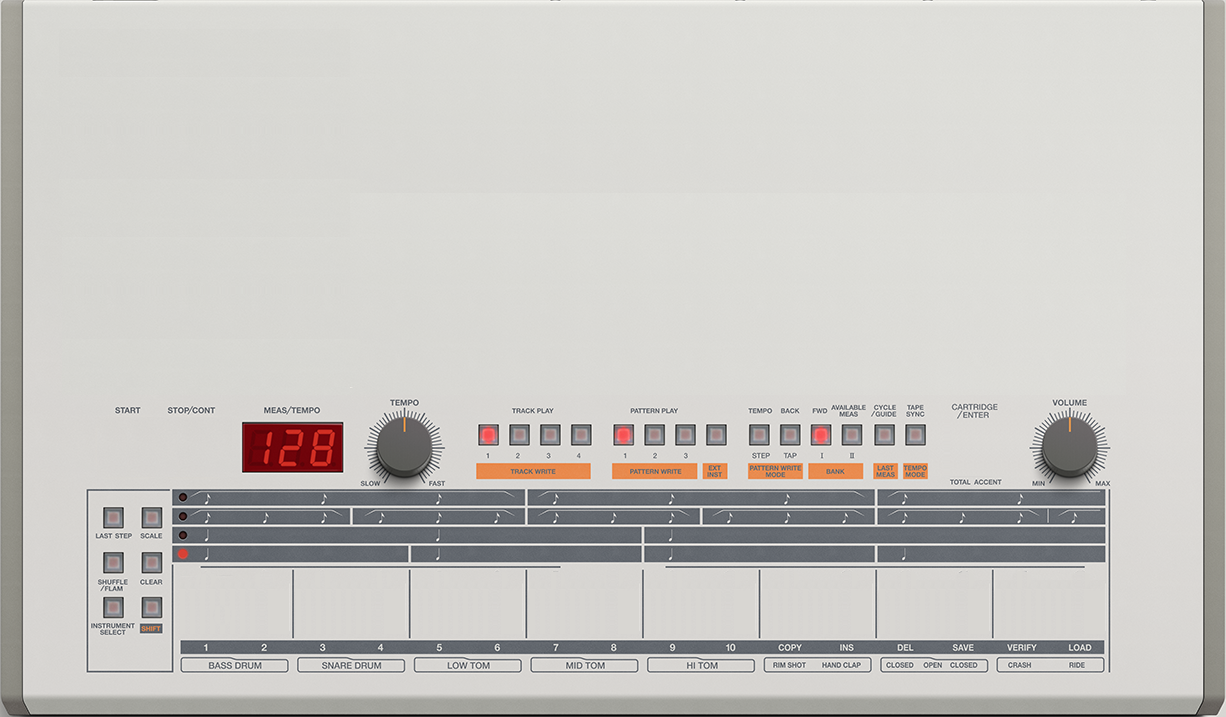 START
STOP/CONT
MEAS/TEMPO
128
TEMPO
SLOW
FAST
TRACK PLAY
1 2 3 4
TRACK WRITE
PATTERN PLAY
1 2 3
PATTERN WRITE
EXT
INST
TEMPO
BACK
FWD
AVAILABLE
MEAS
CYCLE
/GUIDE
TAPE
SYNC
STEP
TAP
I
II
PATTERN WRITE
MODE
BANK
LAST
MEAS
TEMPO
MODE
CARTRIDGE
/ENTER
TOTAL ACCENT
VOLUME
MIN
MAX
LAST STEP
SCALE
SHUFFLE
/FLAM
CLEAR
INSTRUMENT
SELECT
SHIFT
1 2 3 4 5 6 7 8 9 10 COPY INS DEL SAVE VERIFY LOAD
BASS DRUM
SNARE DRUM
LOW TOM
MID TOM
HI TOM
RIM SHOT
HAND CLAP
CLOSED OPEN CLOSED
CRASH
RIDE